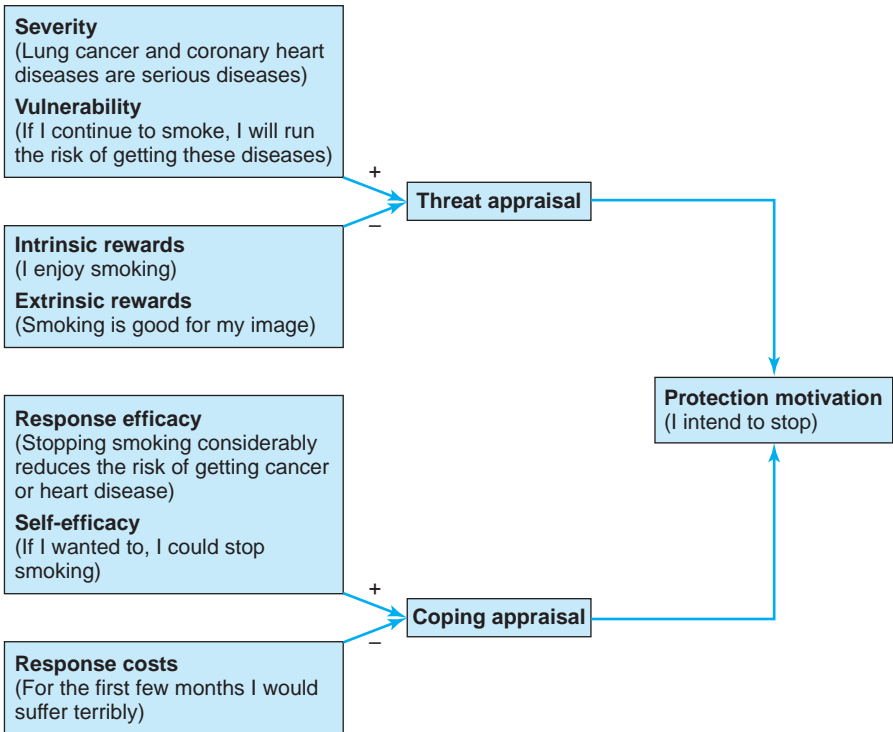 Severity
(Lung cancer and coronary heart
diseases are serious diseases)
Vulnerability
(If I continue to smoke, I will run
the risk of getting these diseases)
+
Threat appraisal
–
Intrinsic rewards
(I enjoy smoking)
Extrinsic rewards
(Smoking is good for my image)
Protection motivation
(I intend to stop)
Response efficacy
(Stopping smoking considerably
reduces the risk of getting cancer
or heart disease)
Self-efficacy
(If I wanted to, I could stop
smoking)
+
Coping appraisal
–
Response costs
(For the first few months I would
suffer terribly)